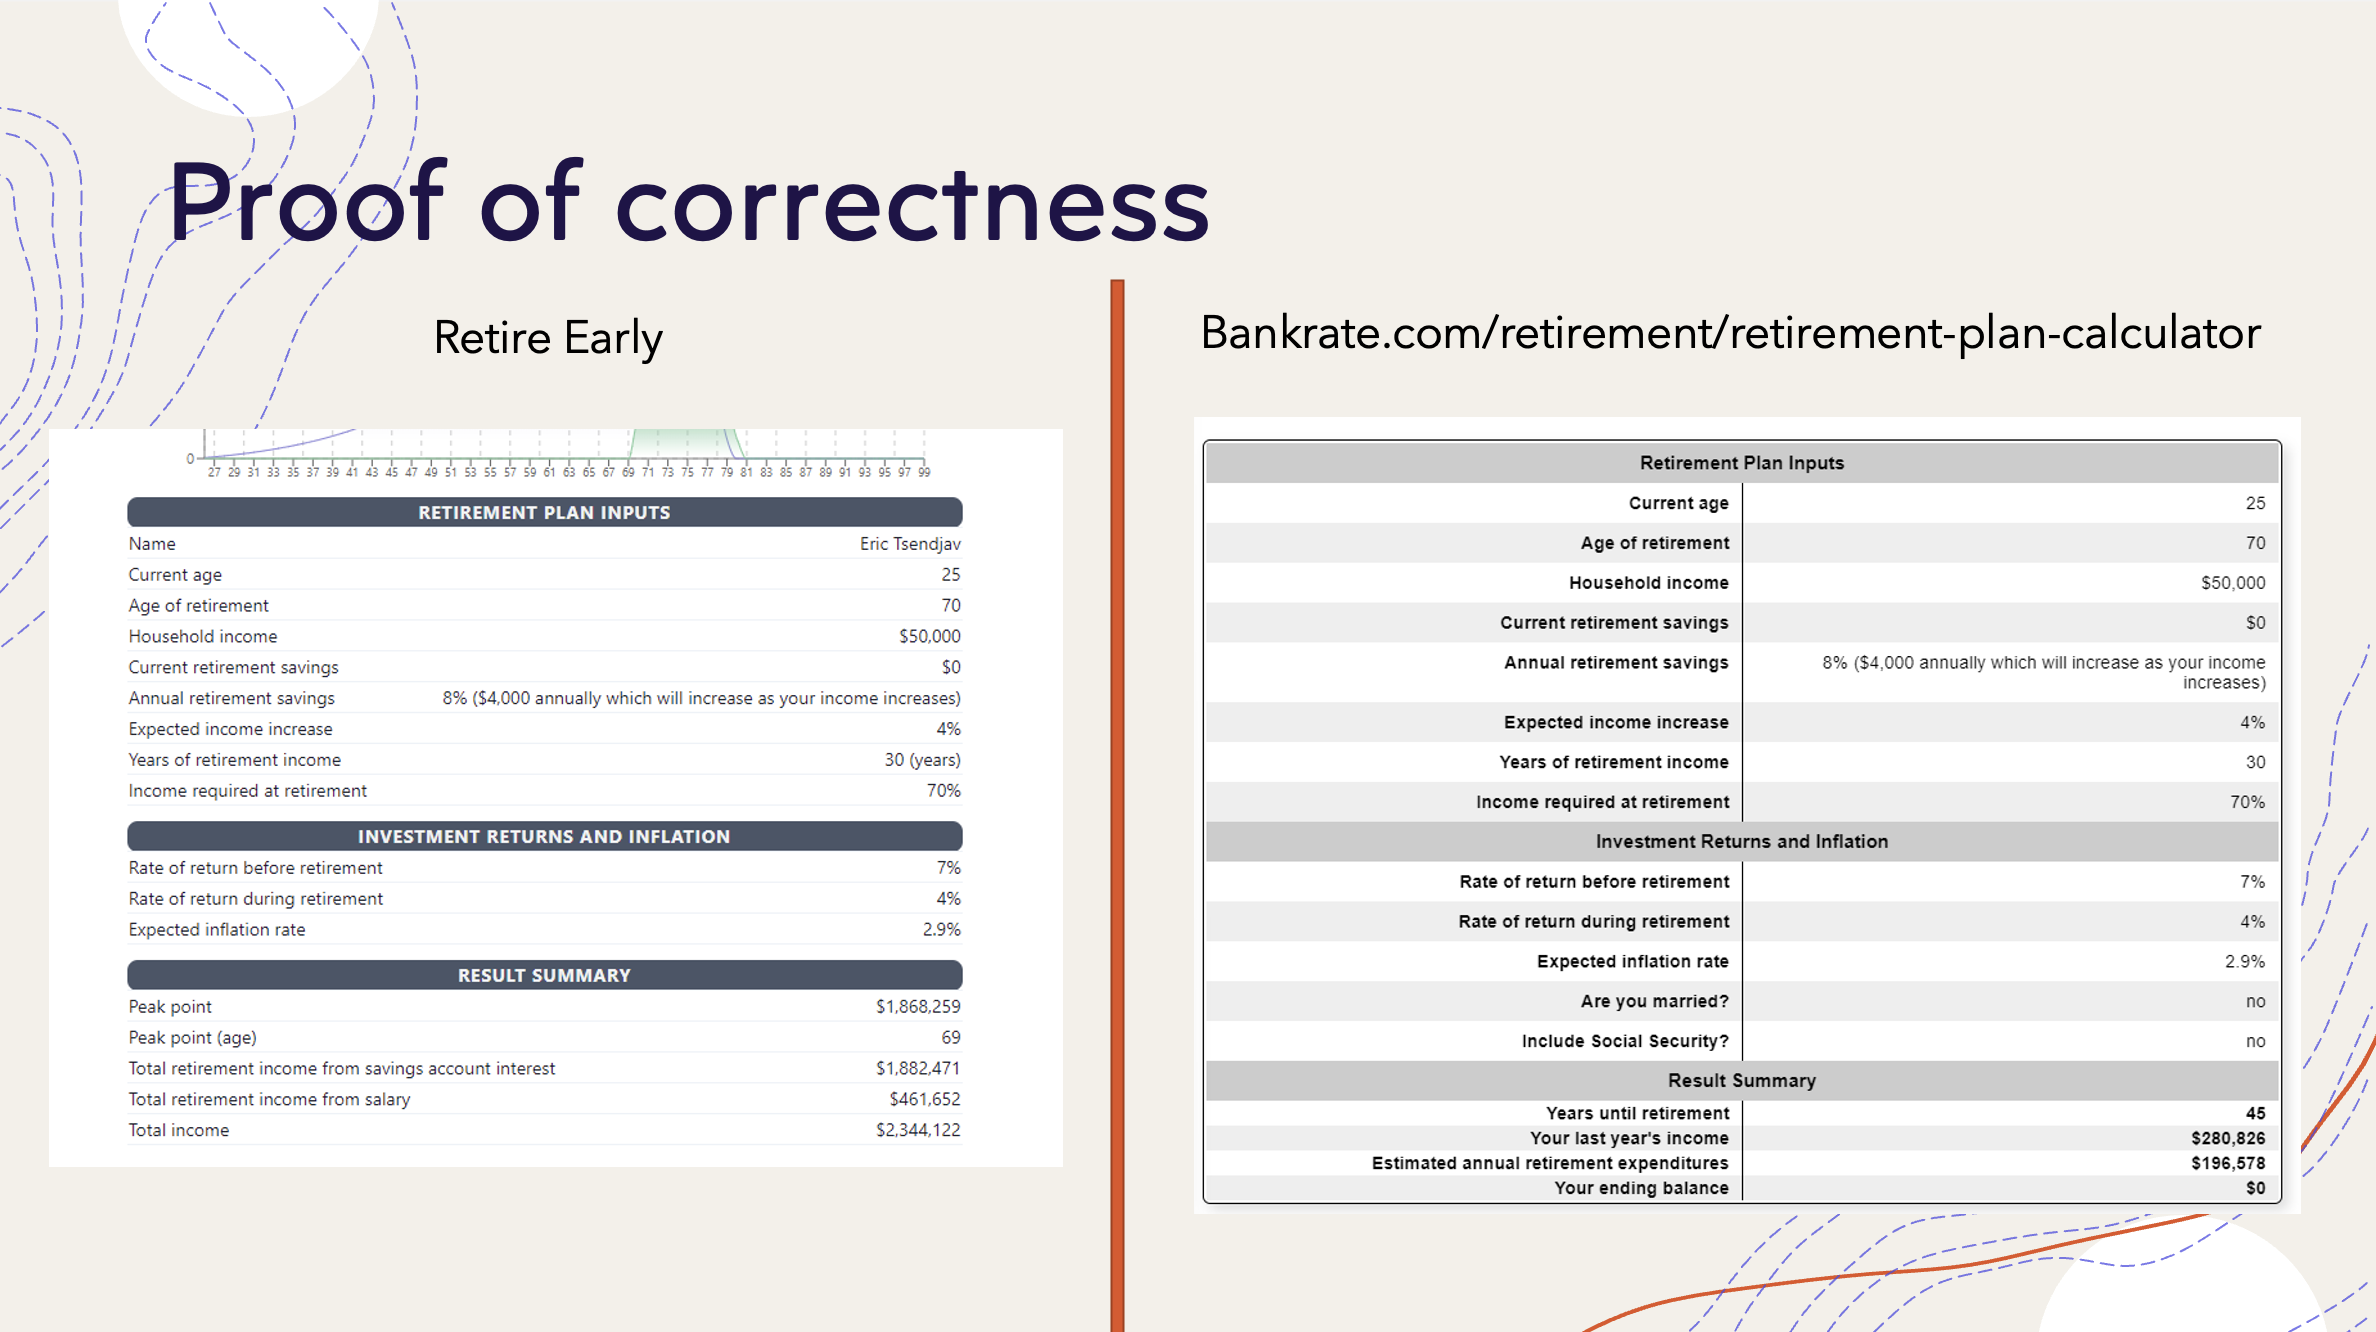 Proof of correctness
Retire Early
0
27 29 31 33 35 37 39 41 43 45 47 49 51 53 55 57 59 61 63 65 67 69 71 73 75 77 79 81 83 85 87 89 91 93 95 97 99
RETIREMENT PLAN INPUTS
Name Eric Tsendjav
Current age 25
Age of retirement 70
Household income $50,000
Current retirement savings $0
Annual retirement savings 8% ($4,000 annually which will increase as your income increases)
Expected income increase 4%
Years of retirement income 30 (years)
Income required at retirement 70%
INVESTMENT RETURNS AND INFLATION
Rate of return before retirement 7%
Rate of return during retirement 4%
Expected inflation rate 2.9%
RESULT SUMMARY
Peak point $1,868,259
Peak point (age) 69
Total retirement income from savings account interest $1,882,471
Total retirement income from salary $461,652
Total income $2,344,122
Bankrate.com/retirement/retirement-plan-calculator
Retirement Plan Inputs
Current age 25
Age of retirement 70
Household income $50,000
Current retirement savings $0
Annual retirement savings 8% ($4,000 annually which will increase as your income
increases)
Expected income increase 4%
Years of retirement income 30
Income required at retirement 70%
Investment Returns and Inflation
Rate of return before retirement 7%
Rate of return during retirement 4%
Expected inflation rate 2.9%
Are you married? no
Include Social Security? no
Result Summary
Years until retirement 45
Your last year's income $280,826
Estimated annual retirement expenditures $196,578
Your ending balance $0